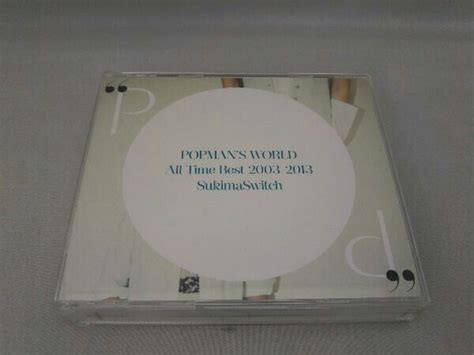 “p
POPMAN'S WORLD
All Time Best 2003-2013
SukimaSwitch
d”